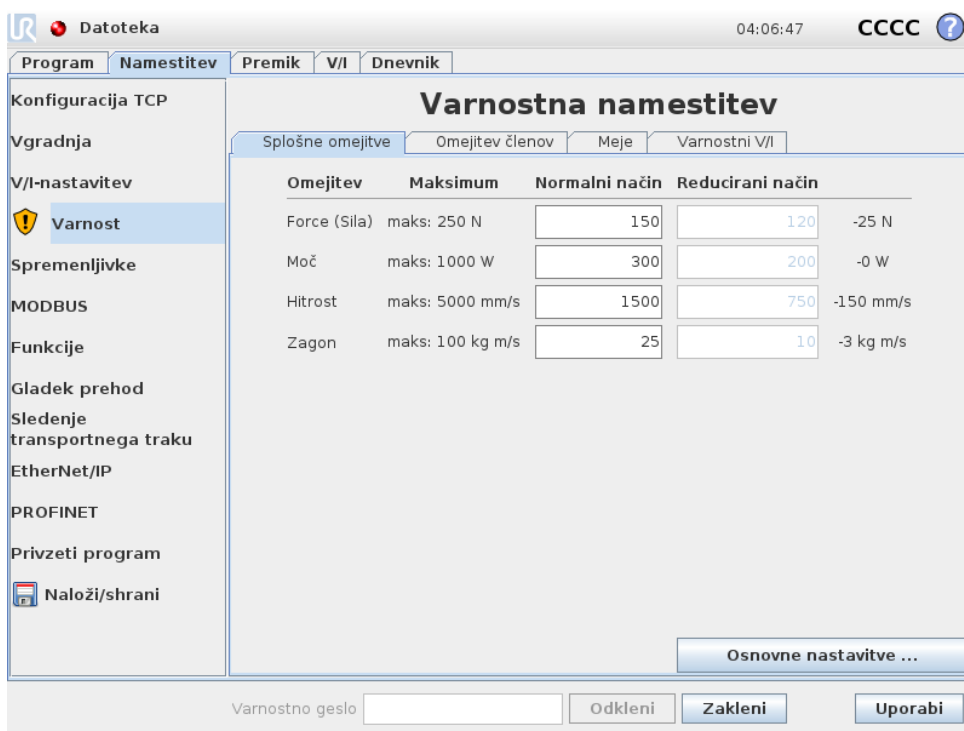 UR Datoteka 04:06:47 CCCC ?
Program Namestitev Premik V/I Dnevnik
Konfiguracija TCP
Vgradnja
V/I-nastavitev
Varnost
Spremenljivke
MODBUS
Funkcije
Gladek prehod
Sledenje
transportnega traku
EtherNet/IP
PROFINET
Privzeti program
Naloži/shrani
Varnostna namestitev
Splošne omejitve Omejitev členov Meje Varnostni V/I
Omejitev Maksimum Normalni način Reducirani način
Force (Sila) maks: 250 N 150 120 -25 N
Moč maks: 1000 W 300 200 -0 W
Hitrost maks: 5000 mm/s 1500 750 -150 mm/s
Zagon maks: 100 kg m/s 25 10 -3 kg m/s
Osnovne nastavitve ...
Varnostno geslo Odkleni Zakleni Uporabi